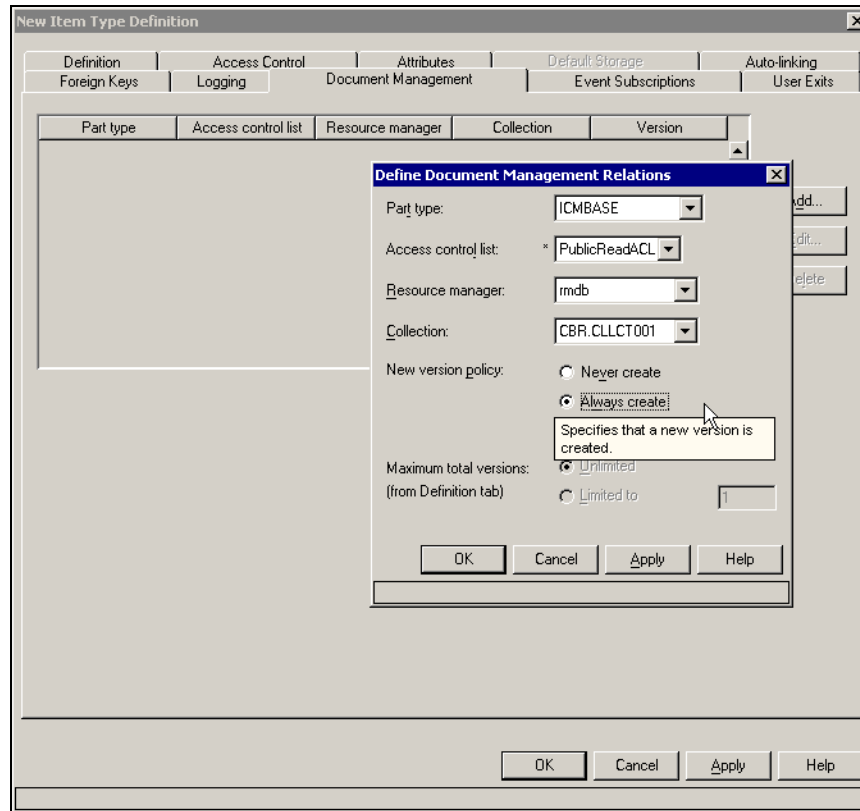 New Item Type Definition
Definition Access Control Attributes Default Storage Auto-linking
Foreign Keys Logging Document Management Event Subscriptions User Exits
Part type Access control list Resource manager Collection Version
Define Document Management Relations
Part type: ICMBASE
Access control list: * PublicReadACL
Resource manager: rmdb
Collection: CBR.CLLCT001
New version policy: Never create
Always create
Specifies that a new version is
created.
Maximum total versions: Unlimited
(from Definition tab) Limited to 1
OK Cancel Apply Help
dd...
dit...
elete
OK Cancel Apply Help